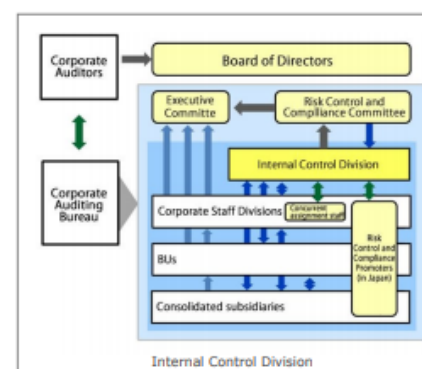 Corporate
Auditors
Board of Directors
Executive
Committe
Risk Control and
Compliance Committee
Internal Control Division
Corporate
Auditing
Bureau
Corporate Staff Divisions
Concurrent
assignment staff
BUs
Risk
Control and
Compliance
Promoters
(in Japan)
Consolidated subsidiaries
Internal Control Division